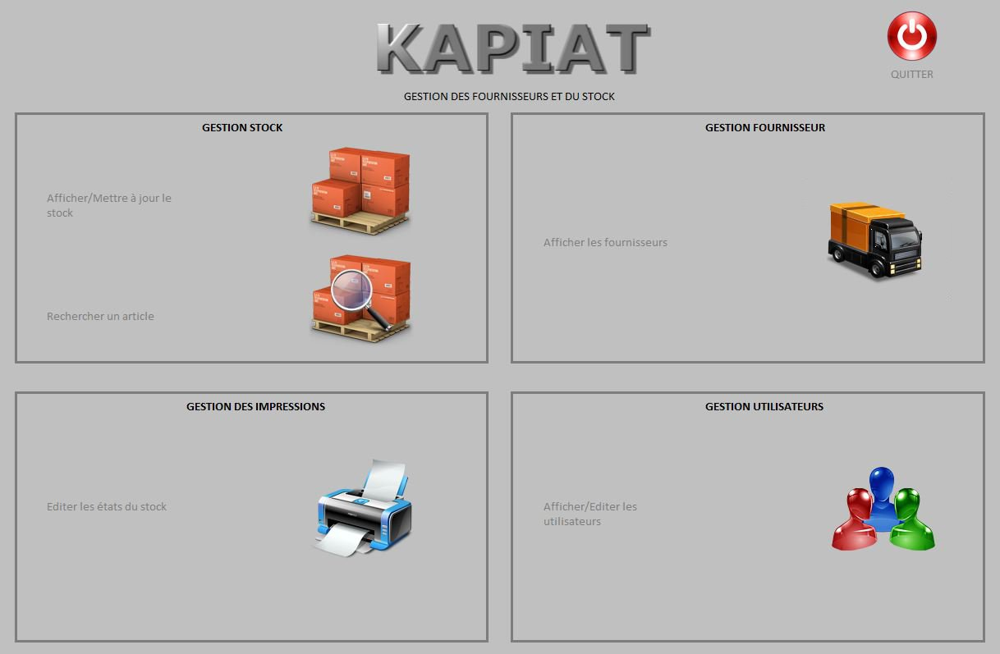 KAPIAT
QUITTER
GESTION DES FOURNISSEURS ET DU STOCK
GESTION STOCK
Afficher/Mettre à jour le
stock
Rechercher un article
GESTION FOURNISSEUR
Afficher les fournisseurs
GESTION DES IMPRESSIONS
Editer les états du stock
GESTION UTILISATEURS
Afficher/Editer les
utilisateurs